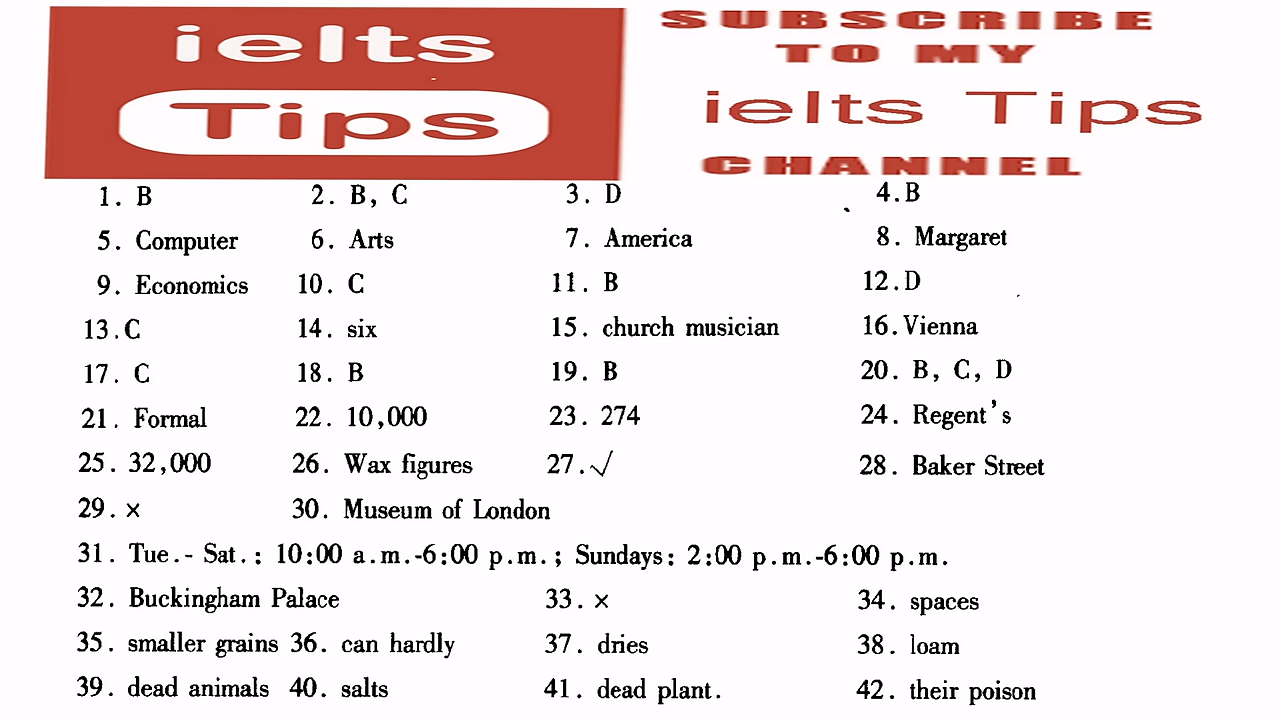 ielts
Tips
SUBSCRIBE
TO MY
ielts Tips
CHANNEL
1. B 2. B, C 3. D 4. B
5. Computer 6. Arts 7. America 8. Margaret
9. Economics 10. C 11. B 12. D
13. C 14. six 15. church musician 16. Vienna
17. C 18. B 19. B 20. B, C, D
21. Formal 22. 10,000 23. 274 24. Regent's
25. 32,000 26. Wax figures 27. √ 28. Baker Street
29. × 30. Museum of London
31. Tue.- Sat.: 10:00 a.m.-6:00 p.m.; Sundays: 2:00 p.m.-6:00 p.m.
32. Buckingham Palace 33. × 34. spaces
35. smaller grains 36. can hardly 37. dries 38. loam
39. dead animals 40. salts 41. dead plant. 42. their poison